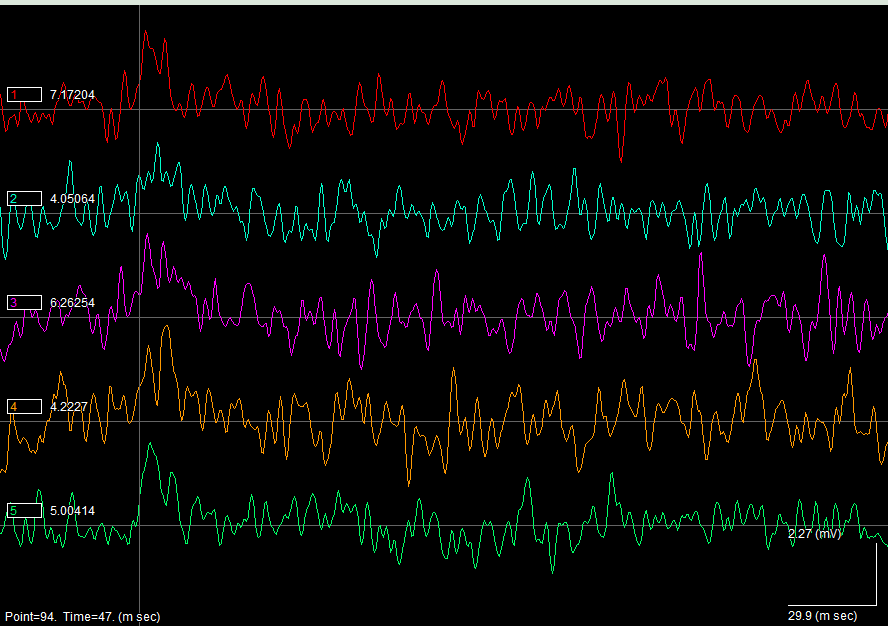 1 7.17204
2 4.05064
3 6.26254
4 4.2227
5 5.00414
2.27 (mV)
Point=94. Time=47. (m sec)
29.9 (m sec)